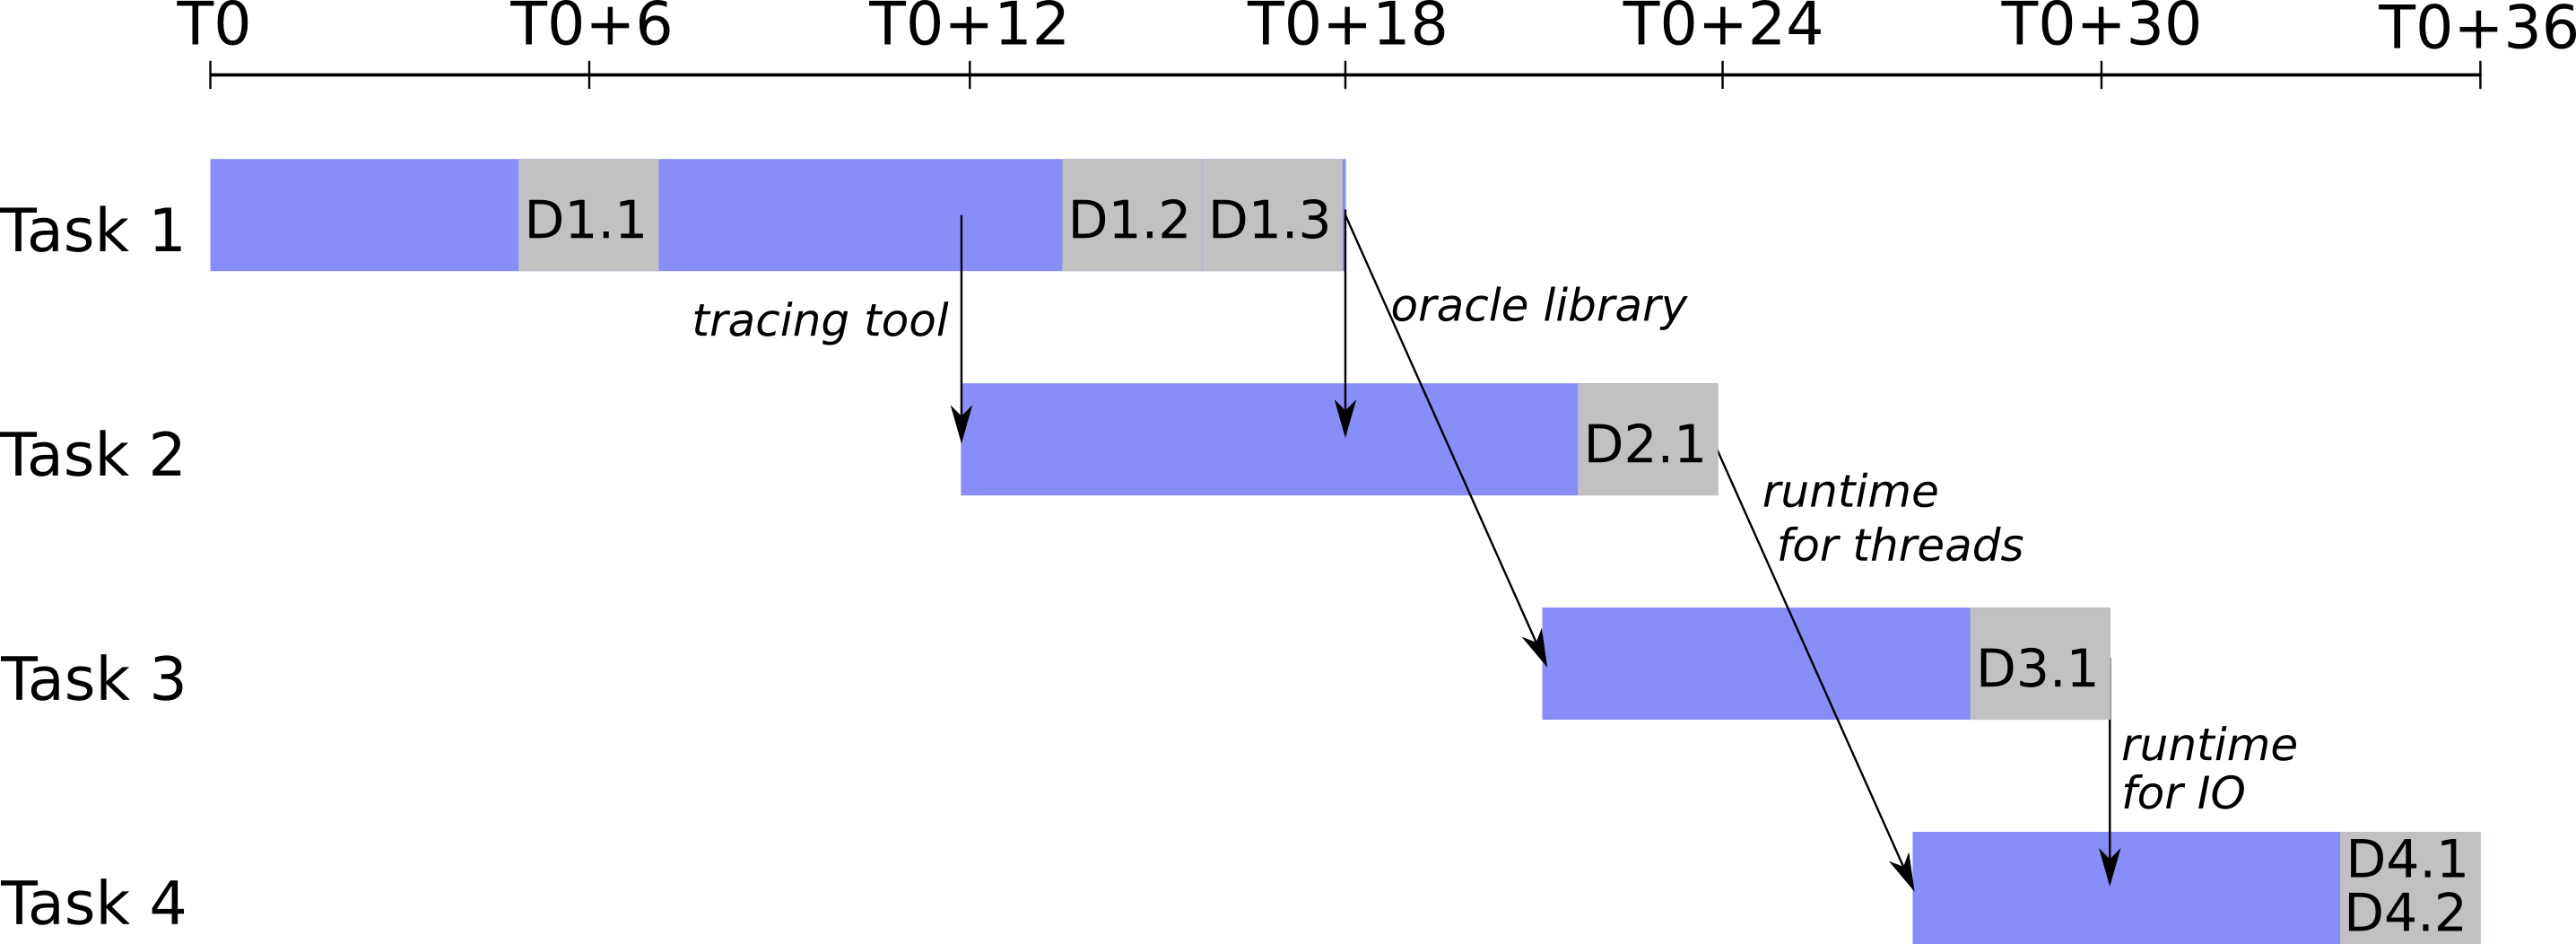 T0 T0+6 T0+12 T0+18 T0+24 T0+30 T0+36
Task 1 D1.1 D1.2 D1.3
tracing tool oracle library
Task 2 D2.1
runtime
for threads
Task 3 D3.1
runtime
for IO
Task 4 D4.1
D4.2